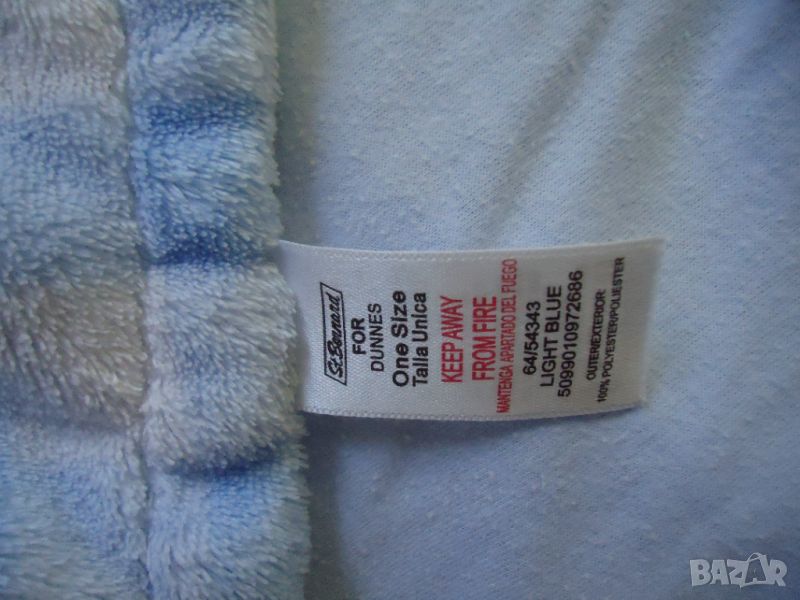 St.Bernard
FOR
DUNNES
One Size
Talla Unica
KEEP AWAY
FROM FIRE
MANTENGA APARTADO DEL FUEGO
64/54343
LIGHT BLUE
5099010972686
OUTER/EXTERIOR:
100% POLYESTER/POLIESTER
BAZAR